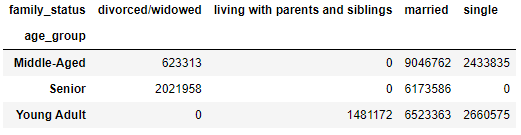 family_status divorced/widowed living with parents and siblings married single
age_group
Middle-Aged 623313 0 9046762 2433835
Senior 2021958 0 6173586 0
Young Adult 0 1481172 6523363 2660575